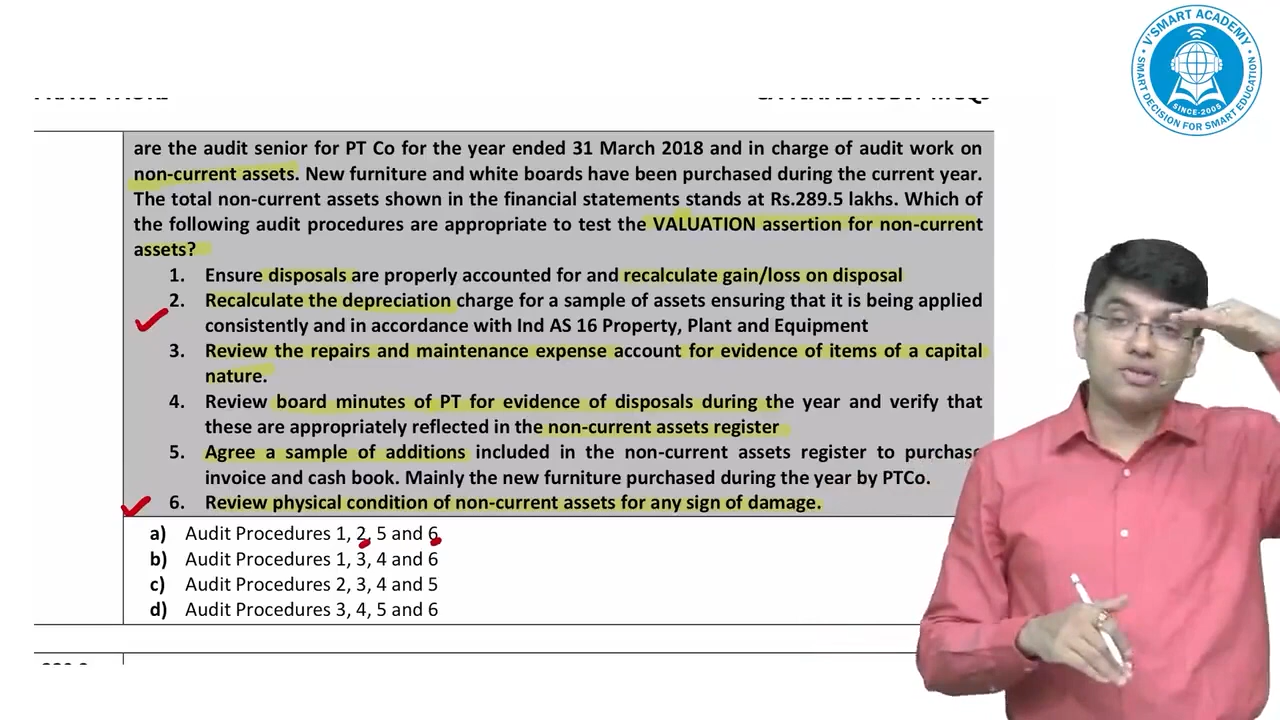 V'SMART ACADEMY
SMART DECISION FOR SMART EDUCATION
SINCE-2005
are the audit senior for PT Co for the year ended 31 March 2018 and in charge of audit work on
non-current assets. New furniture and white boards have been purchased during the current year.
The total non-current assets shown in the financial statements stands at Rs.289.5 lakhs. Which of
the following audit procedures are appropriate to test the VALUATION assertion for non-current
assets?
1. Ensure disposals are properly accounted for and recalculate gain/loss on disposal
2. Recalculate the depreciation charge for a sample of assets ensuring that it is being applied
consistently and in accordance with Ind AS 16 Property, Plant and Equipment
3. Review the repairs and maintenance expense account for evidence of items of a capital
nature.
4. Review board minutes of PT for evidence of disposals during the year and verify that
these are appropriately reflected in the non-current assets register
5. Agree a sample of additions included in the non-current assets register to purchase
invoice and cash book. Mainly the new furniture purchased during the year by PTCo.
6. Review physical condition of non-current assets for any sign of damage.
a) Audit Procedures 1, 2, 5 and 6
b) Audit Procedures 1, 3, 4 and 6
c) Audit Procedures 2, 3, 4 and 5
d) Audit Procedures 3, 4, 5 and 6